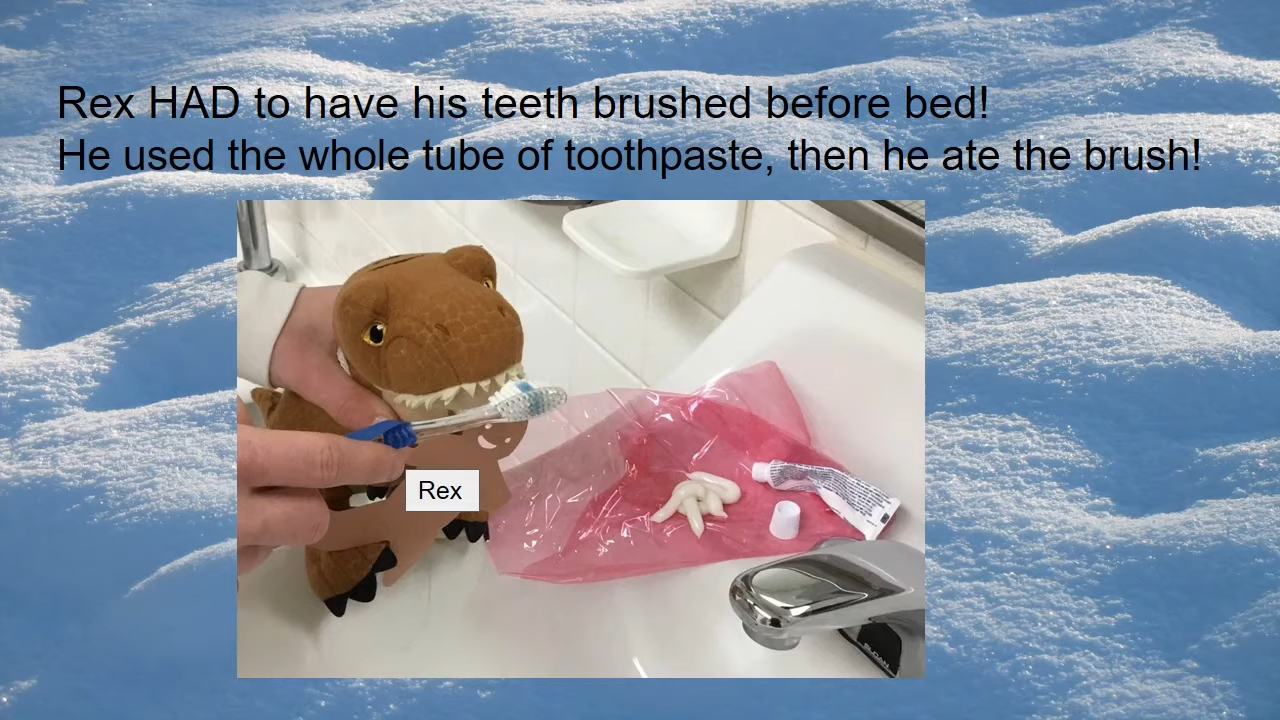 Rex HAD to have his teeth brushed before bed!
He used the whole tube of toothpaste, then he ate the brush!
Rex
SLOAN